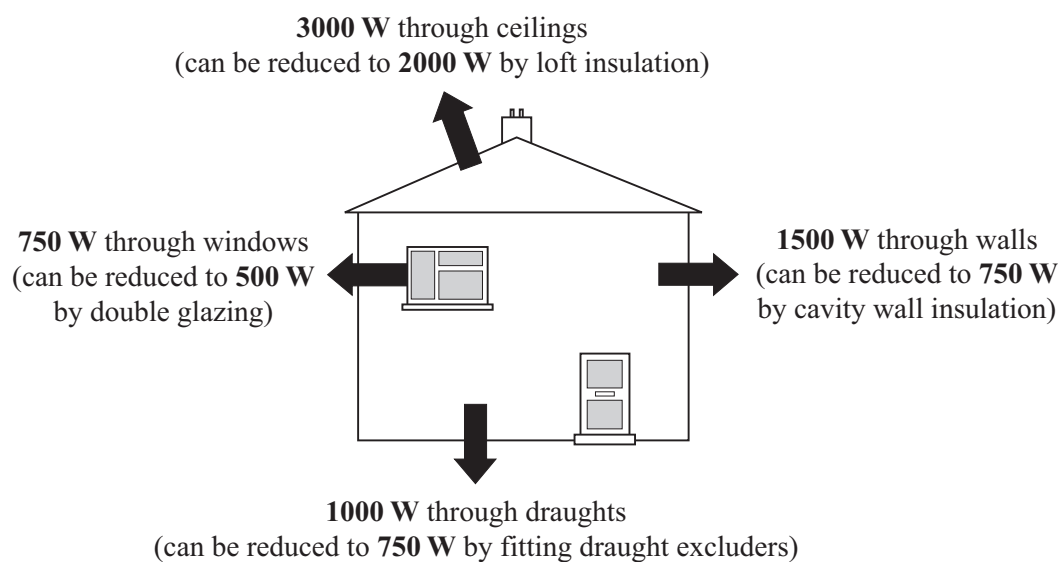 3000 W through ceilings
(can be reduced to 2000 W by loft insulation)
750 W through windows
(can be reduced to 500 W
by double glazing)
1500 W through walls
(can be reduced to 750 W
by cavity wall insulation)
1000 W through draughts
(can be reduced to 750 W by fitting draught excluders)